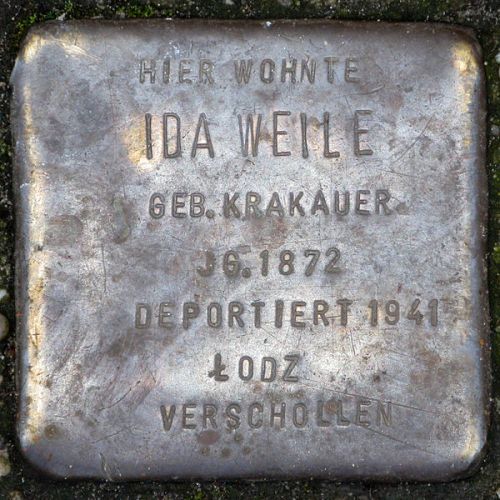 HIER WOHNTE
IDA WEILE
GEB. KRAKAUER
JG. 1872
DEPORTIERT 1941
ŁODZ
VERSCHOLLEN